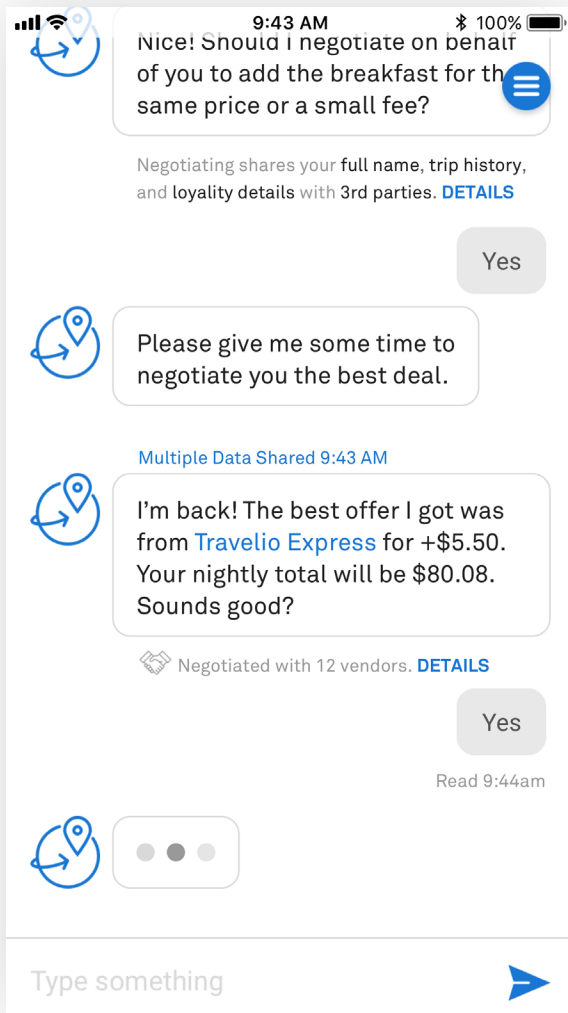 9:43 AM
100%
Nice! Should I negotiate on behalf
of you to add the breakfast for th
same price or a small fee?
Negotiating shares your full name, trip history,
and loyality details with 3rd parties. DETAILS
Yes
Please give me some time to
negotiate you the best deal.
Multiple Data Shared 9:43 AM
I'm back! The best offer I got was
from Travelio Express for +$5.50.
Your nightly total will be $80.08.
Sounds good?
Negotiated with 12 vendors. DETAILS
Yes
Read 9:44am
Type something